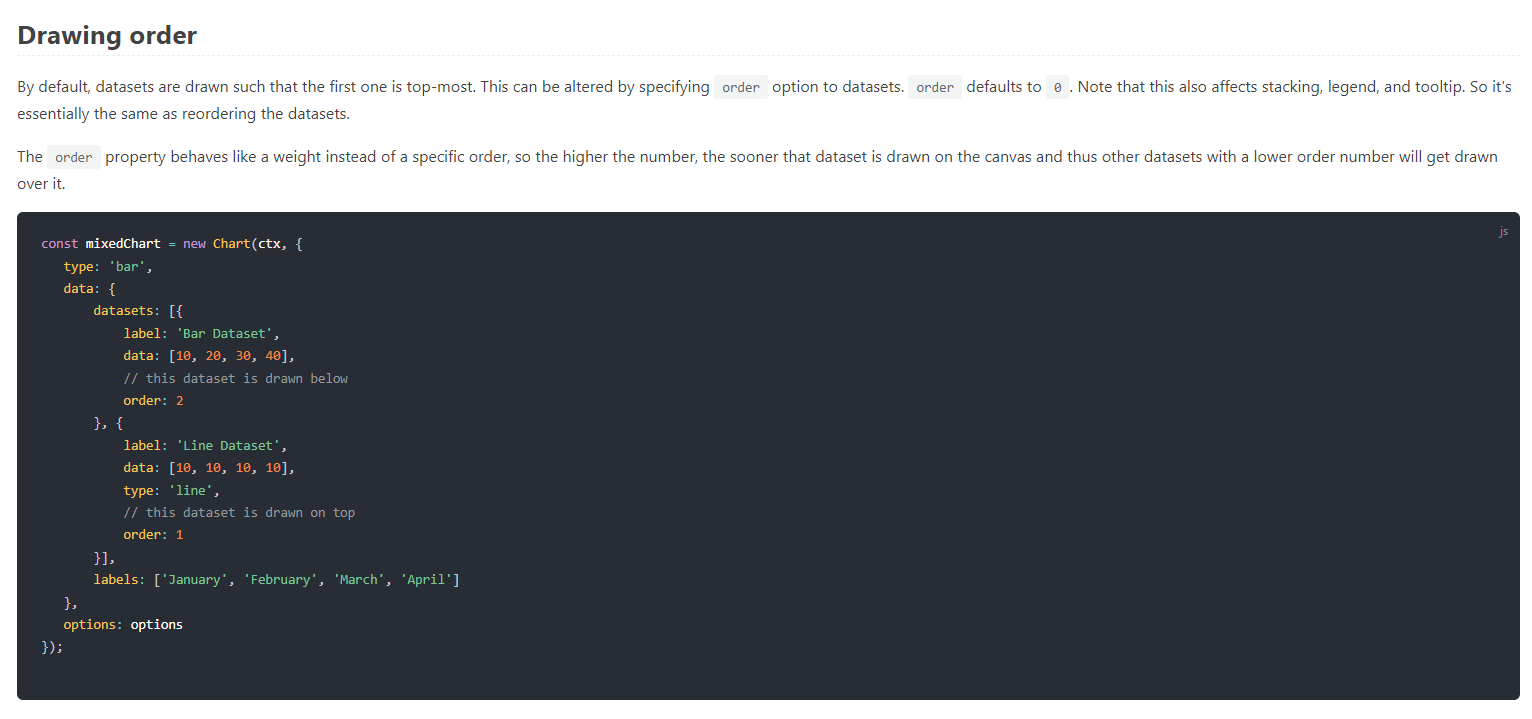 Drawing order
By default, datasets are drawn such that the first one is top-most. This can be altered by specifying order option to datasets. order defaults to 0. Note that this also affects stacking, legend, and tooltip. So it's
essentially the same as reordering the datasets.
The order property behaves like a weight instead of a specific order, so the higher the number, the sooner that dataset is drawn on the canvas and thus other datasets with a lower order number will get drawn
over it.
js
const mixedChart = new Chart(ctx, {
   type: 'bar',
   data: {
       datasets: [{
           label: 'Bar Dataset',
           data: [10, 20, 30, 40],
           // this dataset is drawn below
           order: 2
       }, {
           label: 'Line Dataset',
           data: [10, 10, 10, 10],
           type: 'line',
           // this dataset is drawn on top
           order: 1
       }],
       labels: ['January', 'February', 'March', 'April']
   },
   options: options
});